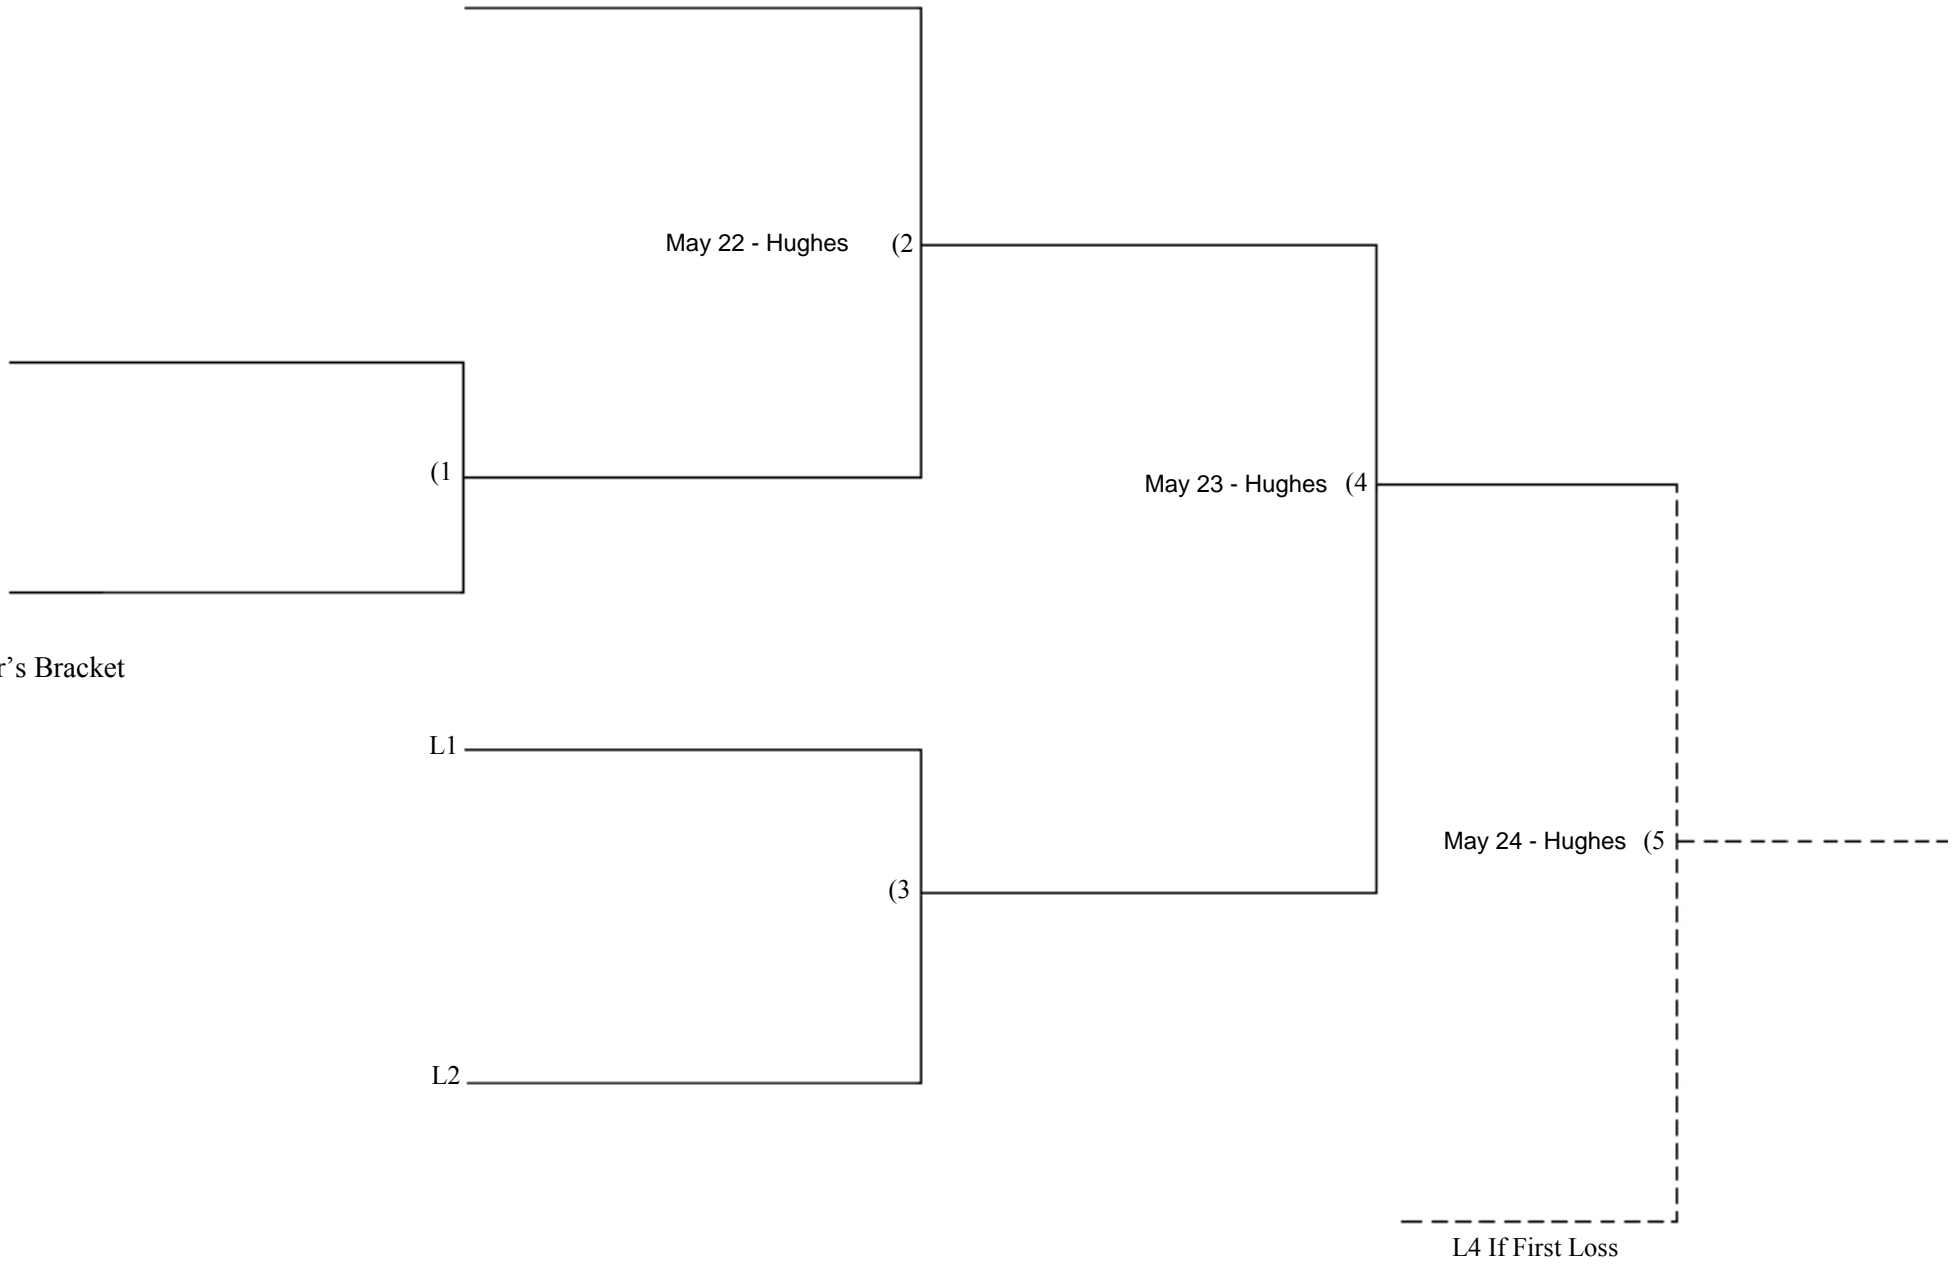 May 22 - Hughes (2
(1
May 23 - Hughes (4
r’s Bracket
L1
May 24 - Hughes (5
(3
L2
L4 If First Loss